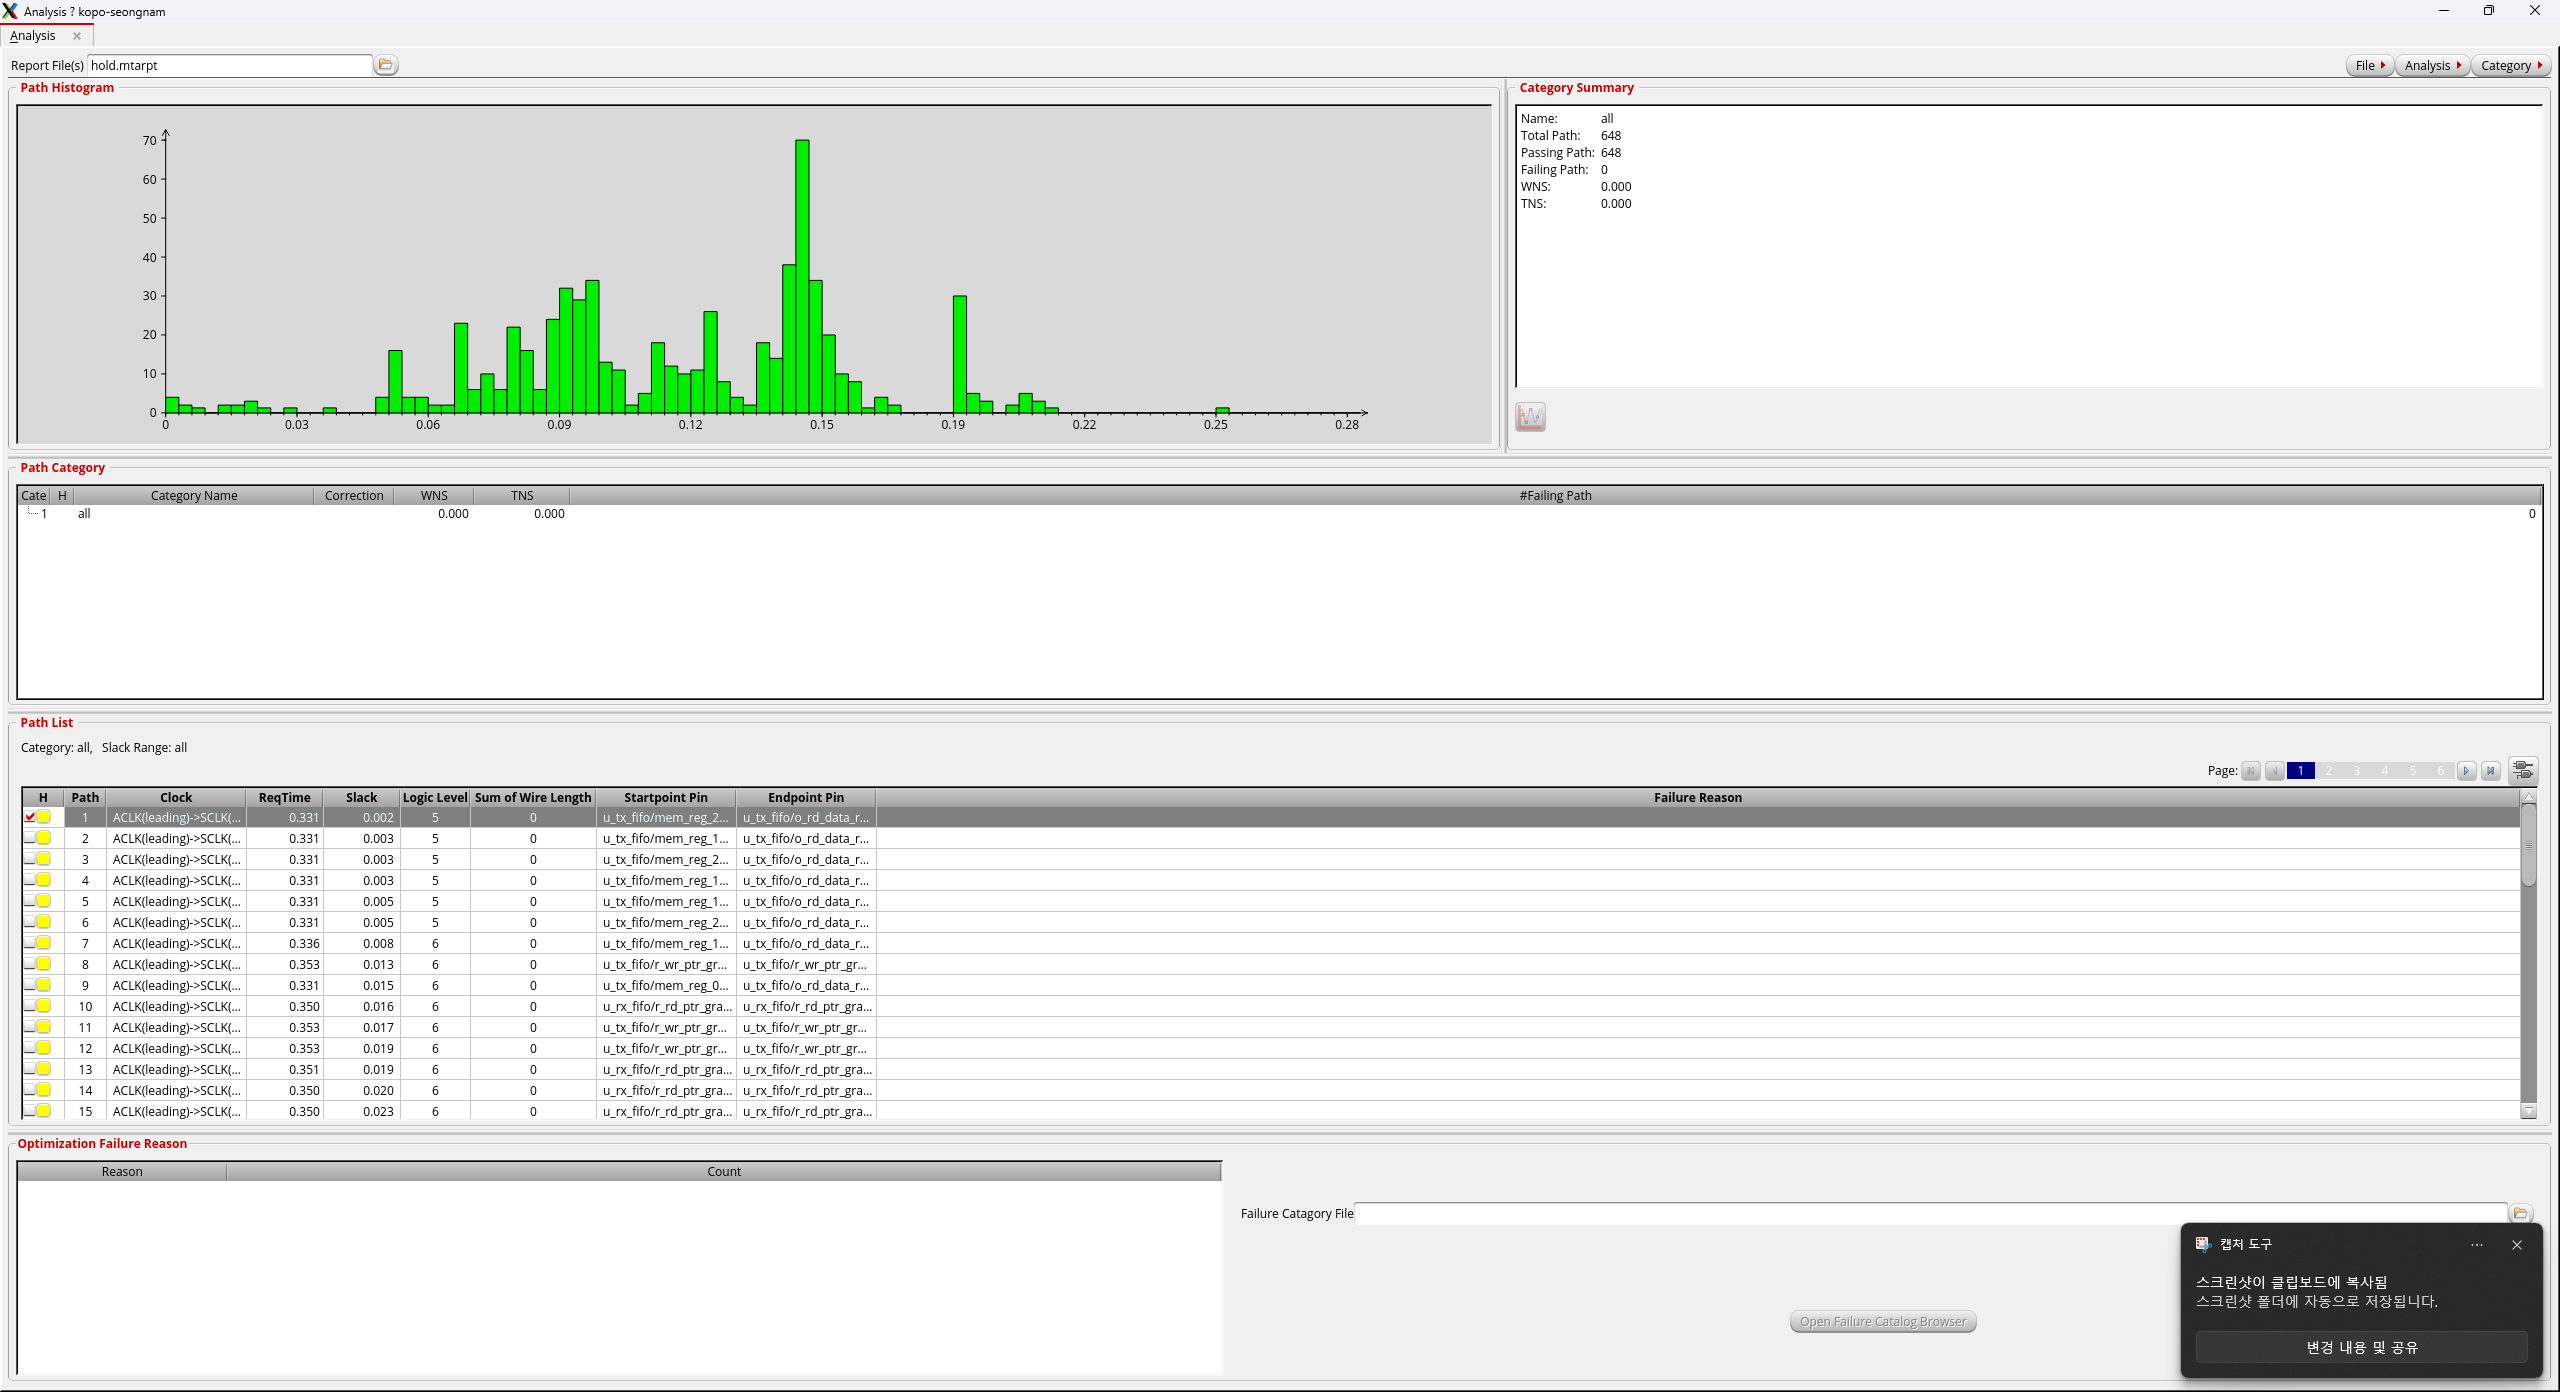 Analysis ? kopo-seongnam
Analysis
Report File(s) hold.mtarpt
File Analysis Category
Path Histogram
70
60
50
40
30
20
10
0
0 0.03 0.06 0.09 0.12 0.15 0.19 0.22 0.25 0.28
Category Summary
Name: all
Total Path: 648
Passing Path: 648
Failing Path: 0
WNS: 0.000
TNS: 0.000
Path Category
Cate H Category Name Correction WNS TNS #Failing Path
1 all 0.000 0.000 0
Path List
Category: all, Slack Range: all
Page: 1 2 3 4 5 6
H Path Clock ReqTime Slack Logic Level Sum of Wire Length Startpoint Pin Endpoint Pin Failure Reason
1 ACLK(leading)->SCLK(... 0.331 0.002 5 0 u_tx_fifo/mem_reg_2... u_tx_fifo/o_rd_data_r...
2 ACLK(leading)->SCLK(... 0.331 0.003 5 0 u_tx_fifo/mem_reg_1... u_tx_fifo/o_rd_data_r...
3 ACLK(leading)->SCLK(... 0.331 0.003 5 0 u_tx_fifo/mem_reg_2... u_tx_fifo/o_rd_data_r...
4 ACLK(leading)->SCLK(... 0.331 0.003 5 0 u_tx_fifo/mem_reg_1... u_tx_fifo/o_rd_data_r...
5 ACLK(leading)->SCLK(... 0.331 0.005 5 0 u_tx_fifo/mem_reg_1... u_tx_fifo/o_rd_data_r...
6 ACLK(leading)->SCLK(... 0.331 0.005 5 0 u_tx_fifo/mem_reg_2... u_tx_fifo/o_rd_data_r...
7 ACLK(leading)->SCLK(... 0.336 0.008 6 0 u_tx_fifo/mem_reg_1... u_tx_fifo/o_rd_data_r...
8 ACLK(leading)->SCLK(... 0.353 0.013 6 0 u_tx_fifo/r_wr_ptr_gr... u_tx_fifo/r_wr_ptr_gr...
9 ACLK(leading)->SCLK(... 0.331 0.015 6 0 u_tx_fifo/mem_reg_0... u_tx_fifo/o_rd_data_r...
10 ACLK(leading)->SCLK(... 0.350 0.016 6 0 u_rx_fifo/r_rd_ptr_gra... u_rx_fifo/r_rd_ptr_gra...
11 ACLK(leading)->SCLK(... 0.353 0.017 6 0 u_tx_fifo/r_wr_ptr_gr... u_tx_fifo/r_wr_ptr_gr...
12 ACLK(leading)->SCLK(... 0.353 0.019 6 0 u_tx_fifo/r_wr_ptr_gr... u_tx_fifo/r_wr_ptr_gr...
13 ACLK(leading)->SCLK(... 0.351 0.019 6 0 u_rx_fifo/r_rd_ptr_gra... u_rx_fifo/r_rd_ptr_gra...
14 ACLK(leading)->SCLK(... 0.350 0.020 6 0 u_rx_fifo/r_rd_ptr_gra... u_rx_fifo/r_rd_ptr_gra...
15 ACLK(leading)->SCLK(... 0.350 0.023 6 0 u_rx_fifo/r_rd_ptr_gra... u_rx_fifo/r_rd_ptr_gra...
Optimization Failure Reason
Reason Count
Failure Catagory File
Open Failure Catalog Browser
캡처 도구
스크린샷이 클립보드에 복사됨
스크린샷 폴더에 자동으로 저장됩니다.
변경 내용 및 공유